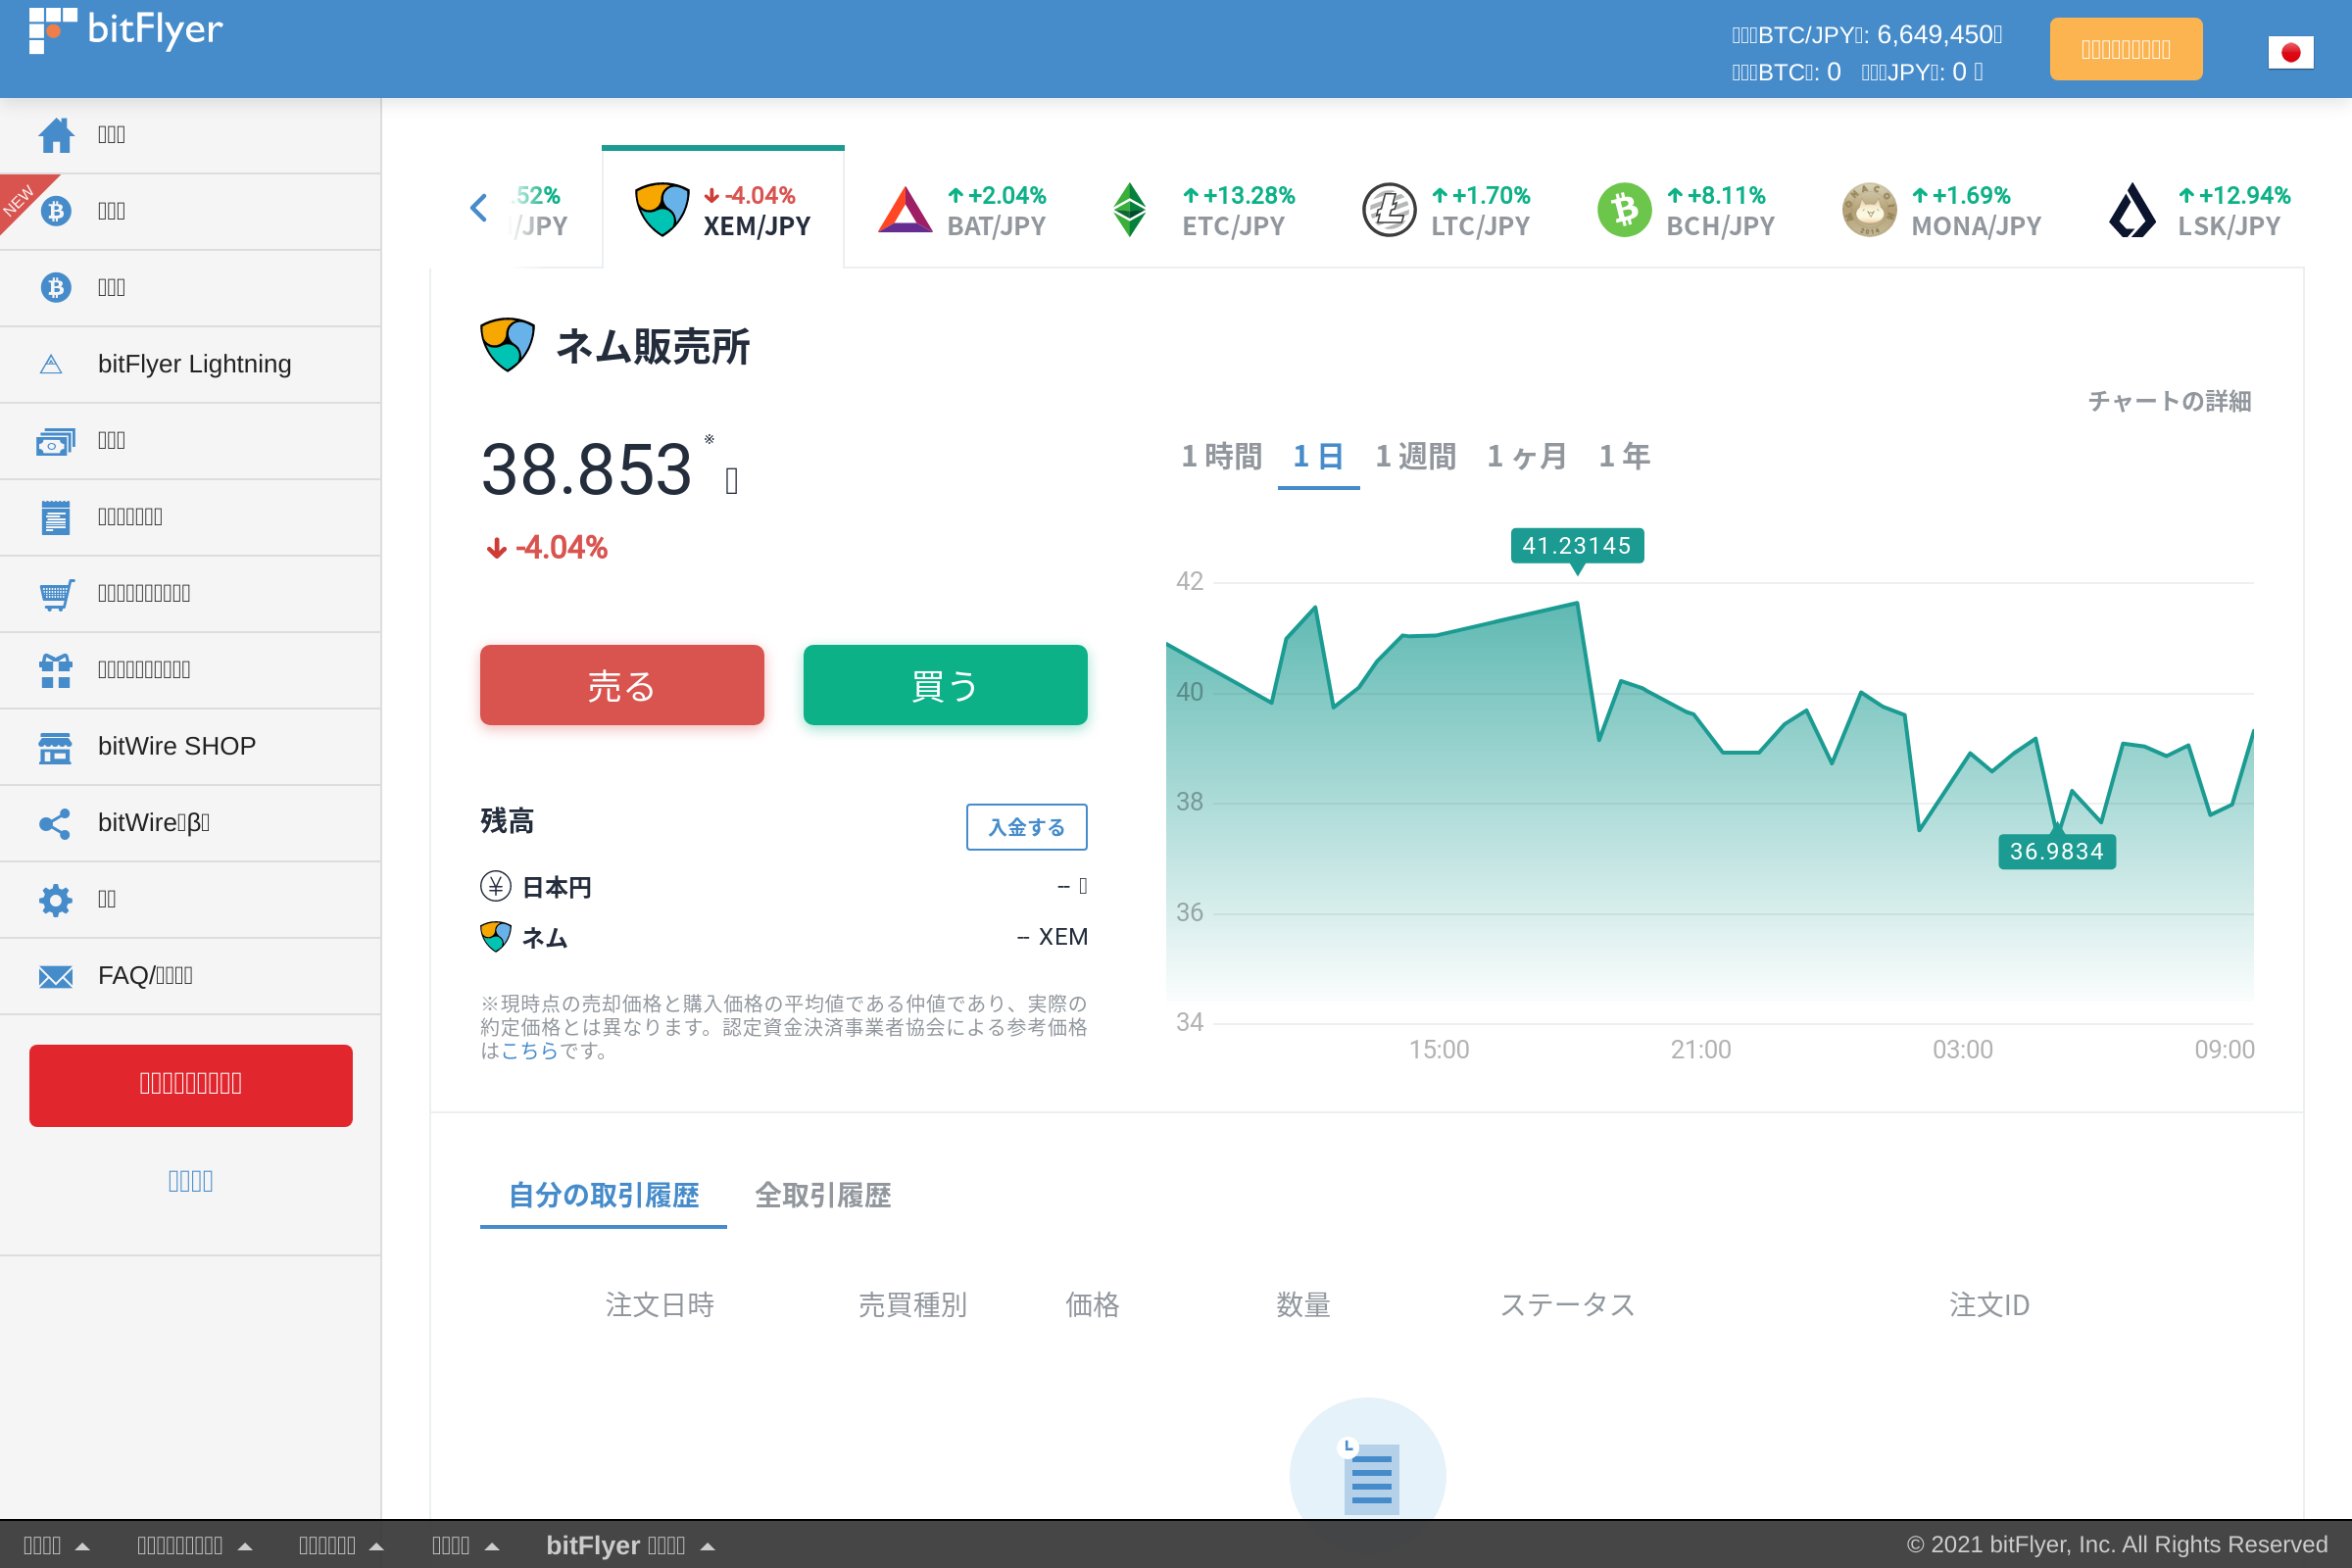 bitFlyer
BTC/JPY : 6,649,450
BTC : 0 JPY : 0
NEW
bitFlyer Lightning
bitWire SHOP
bitWire β
FAQ/
.52%
/JPY
-4.04%
XEM/JPY
+2.04%
BAT/JPY
+13.28%
ETC/JPY
+1.70%
LTC/JPY
+8.11%
BCH/JPY
+1.69%
MONA/JPY
+12.94%
LSK/JPY
ネム販売所
チャートの詳細
38.853 ※
-4.04%
1 時間 1 日 1 週間 1 ヶ月 1 年
売る 買う
残高 入金する
日本円 --
ネム -- XEM
※現時点の売却価格と購入価格の平均値である仲値であり、実際の
約定価格とは異なります。認定資金決済事業者協会による参考価格
はこちらです。
41.23145
42
40
38
36.9834
36
34
15:00 21:00 03:00 09:00
自分の取引履歴 全取引履歴
注文日時 売買種別 価格 数量 ステータス 注文ID
bitFlyer
© 2021 bitFlyer, Inc. All Rights Reserved